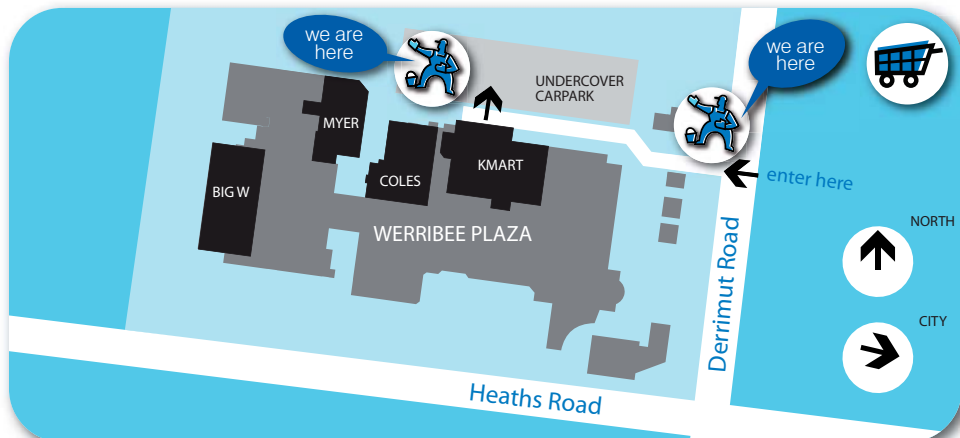 we are
here
we are
here
UNDERCOVER
CARPARK
MYER
KMART
COLES
BIG W
enter here
WERRIBEE PLAZA
NORTH
Derrimut Road
CITY
Heaths Road